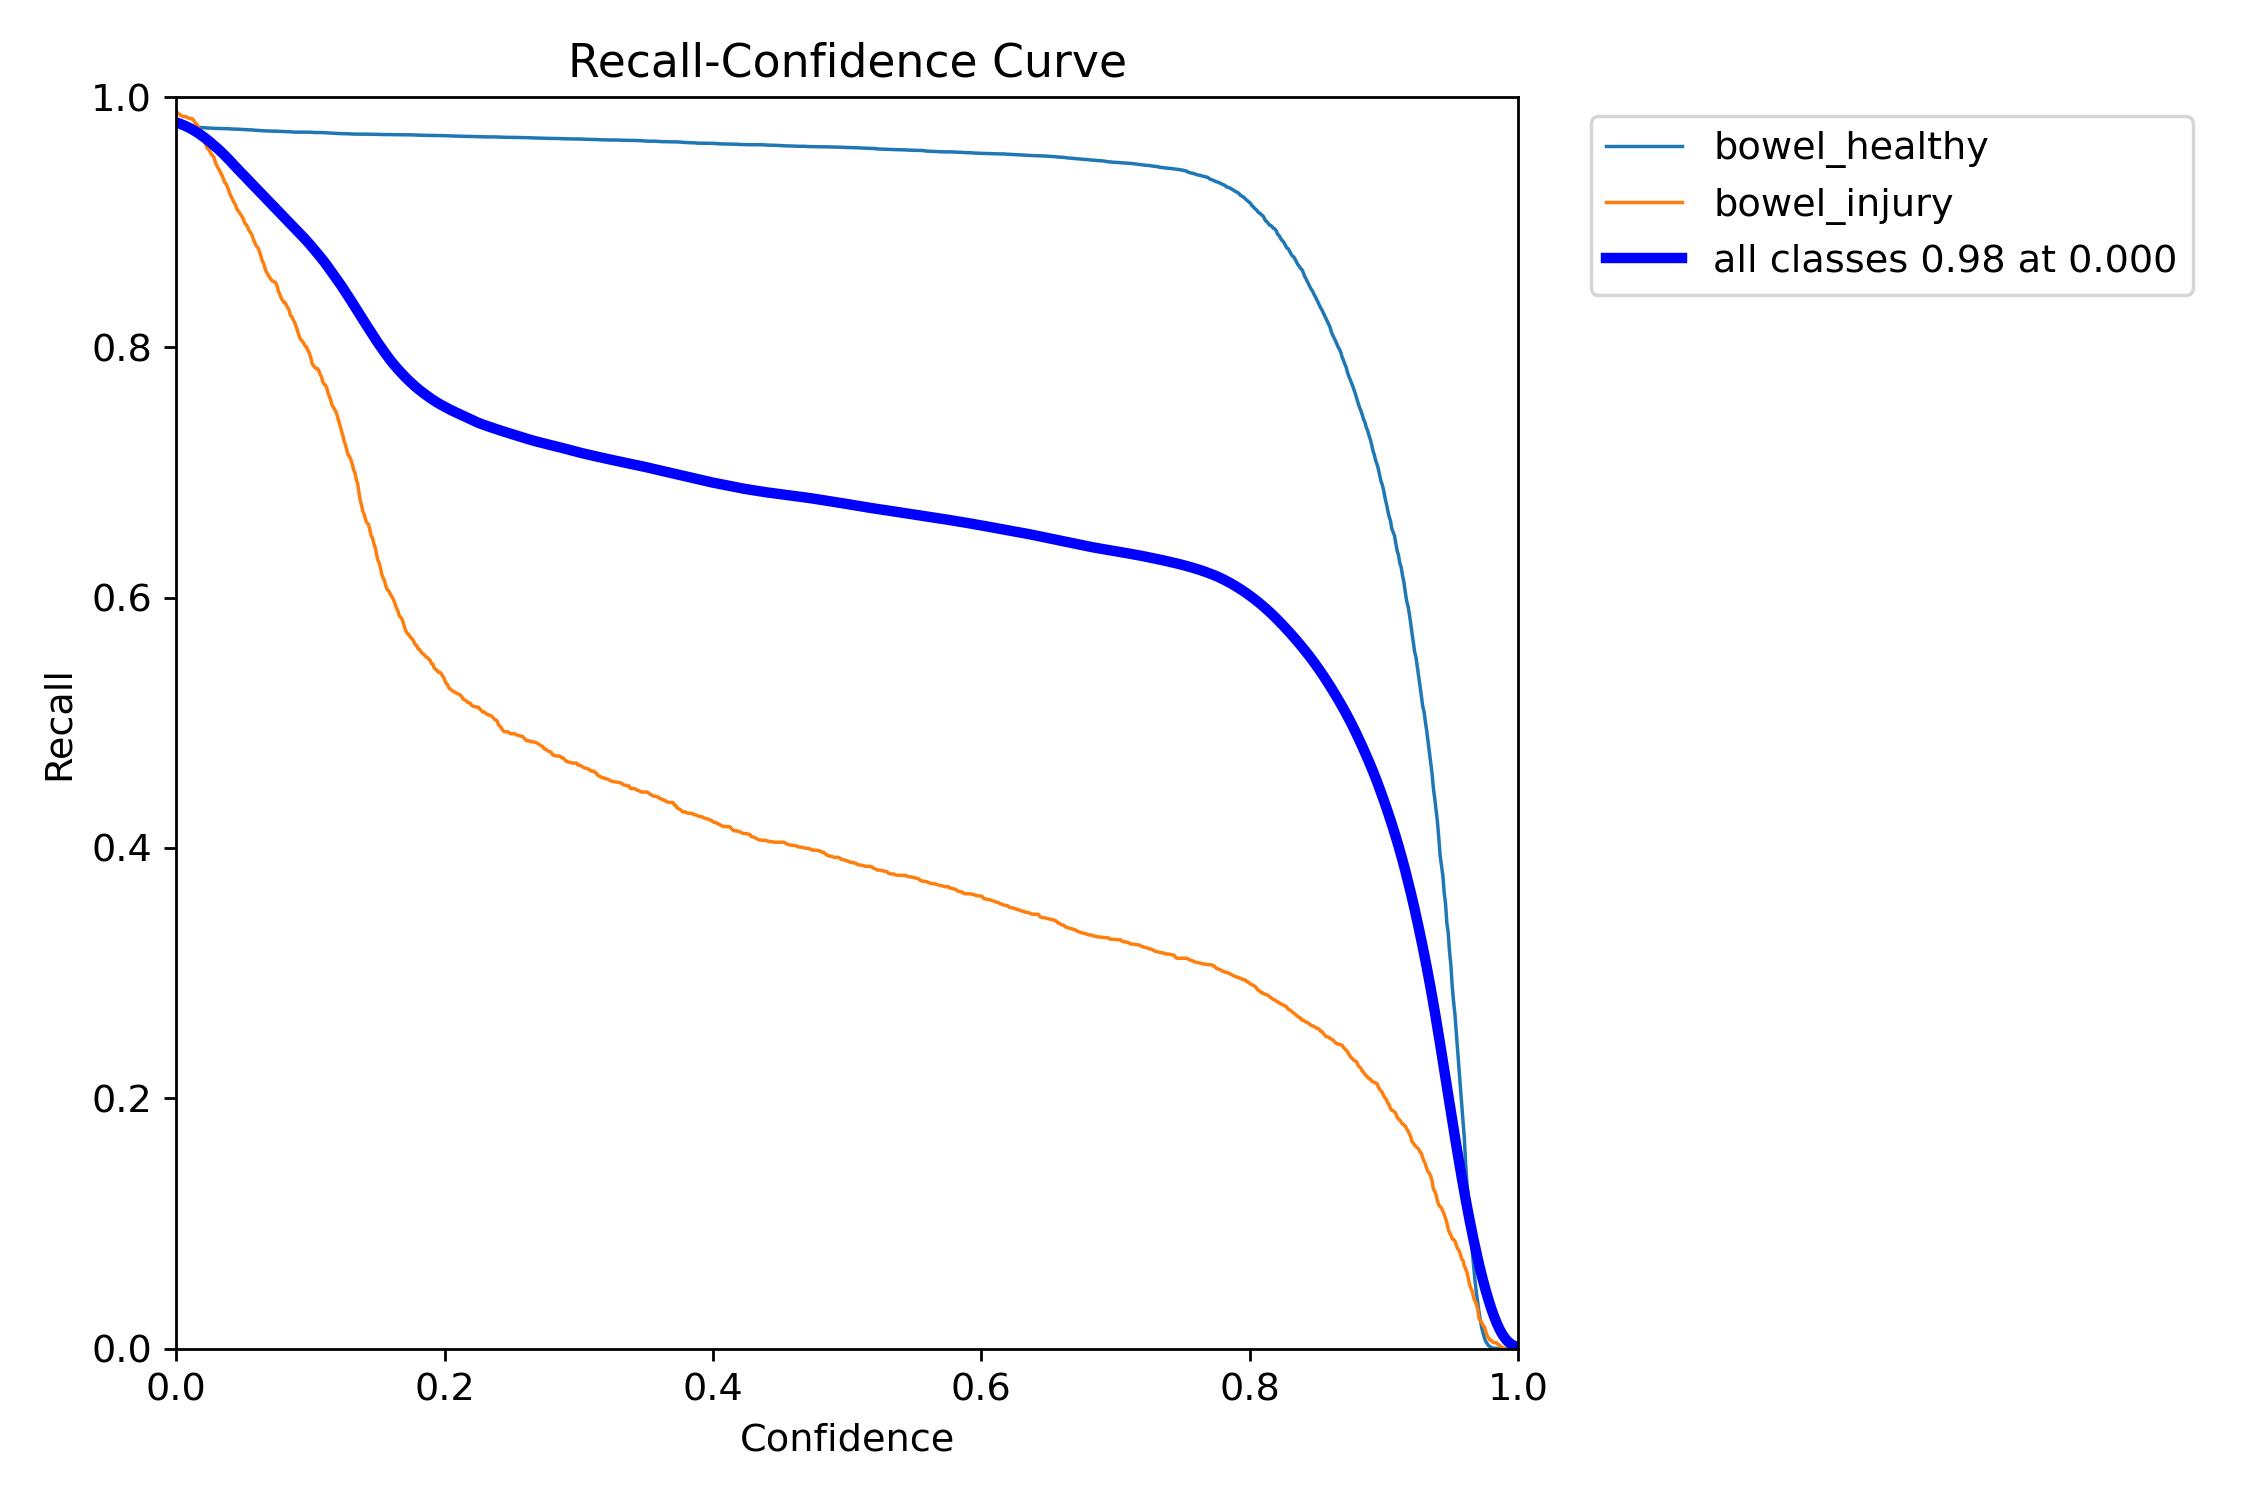 Recall-Confidence Curve
1.0
0.8
0.6
0.4
0.2
0.0
Recall
0.0 0.2 0.4 0.6 0.8 1.0
Confidence
bowel_healthy
bowel_injury
all classes 0.98 at 0.000